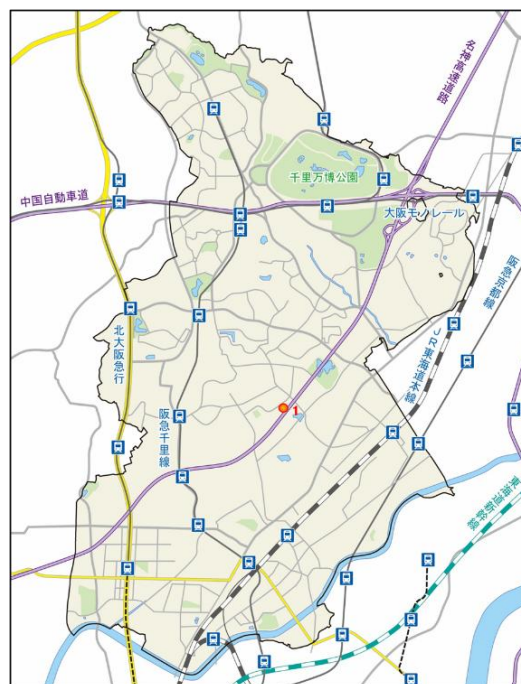 名神高速道路
千里万博公園
中国自動車道
大阪モノレール
阪急京都線
JR東海道本線
北大阪急行
阪急千里線
1
東海道新幹線